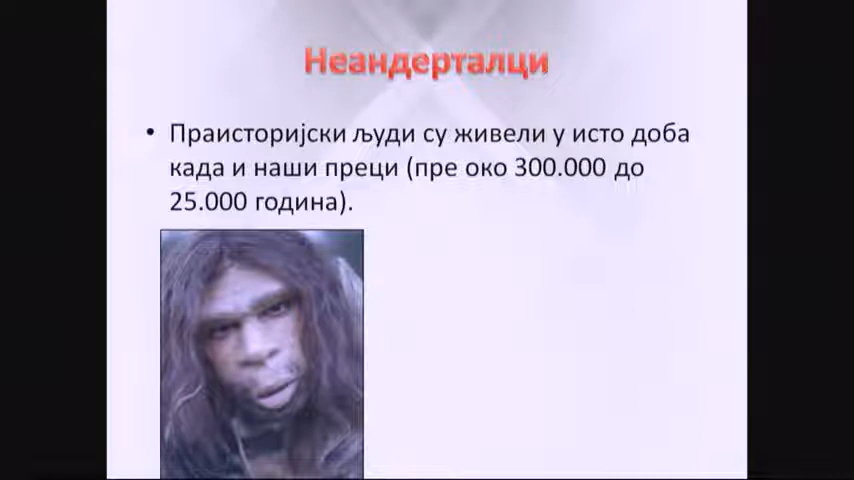 Неандерталци
• Праисторијски људи су живели у исто доба
када и наши преци (пре око 300.000 до
25.000 година).